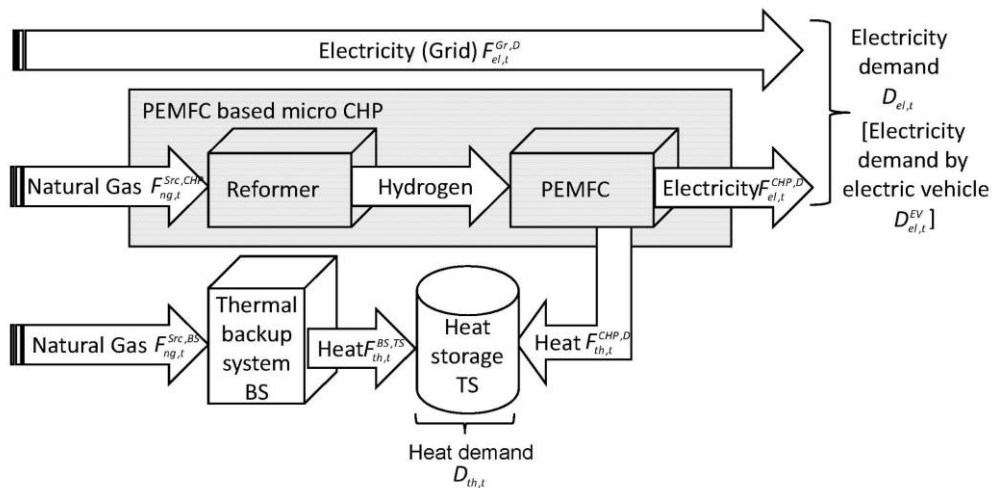 Electricity (Grid) F_{el,t}^{Gr,D}
Electricity
demand
D_{el,t}
[Electricity
demand by
electric vehicle
D_{el,t}^{EV} ]
PEMFC based micro CHP
Natural Gas F_{ng,t}^{Src,CHP}
Reformer
Hydrogen
PEMFC
Electricity F_{el,t}^{CHP,D}
Natural Gas F_{ng,t}^{Src,BS}
Thermal
backup
system
BS
Heat F_{th,t}^{BS,TS}
Heat
storage
TS
Heat F_{th,t}^{CHP,D}
Heat demand
D_{th,t}